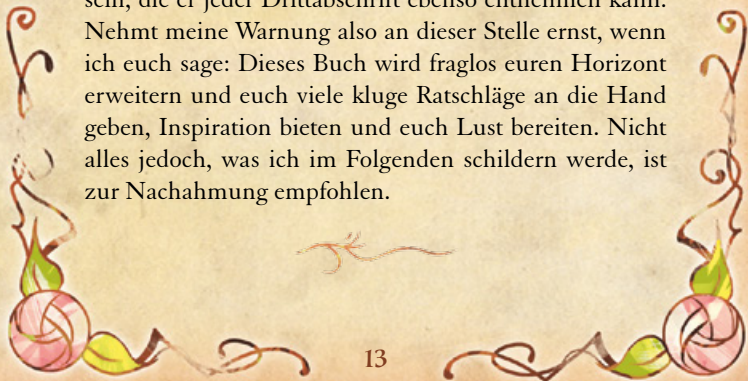 sein, die er jeder Drittabschrift ebenso entnehmen kann.
Nehmt meine Warnung also an dieser Stelle ernst, wenn
ich euch sage: Dieses Buch wird fraglos euren Horizont
erweitern und euch viele kluge Ratschläge an die Hand
geben, Inspiration bieten und euch Lust bereiten. Nicht
alles jedoch, was ich im Folgenden schildern werde, ist
zur Nachahmung empfohlen.
13